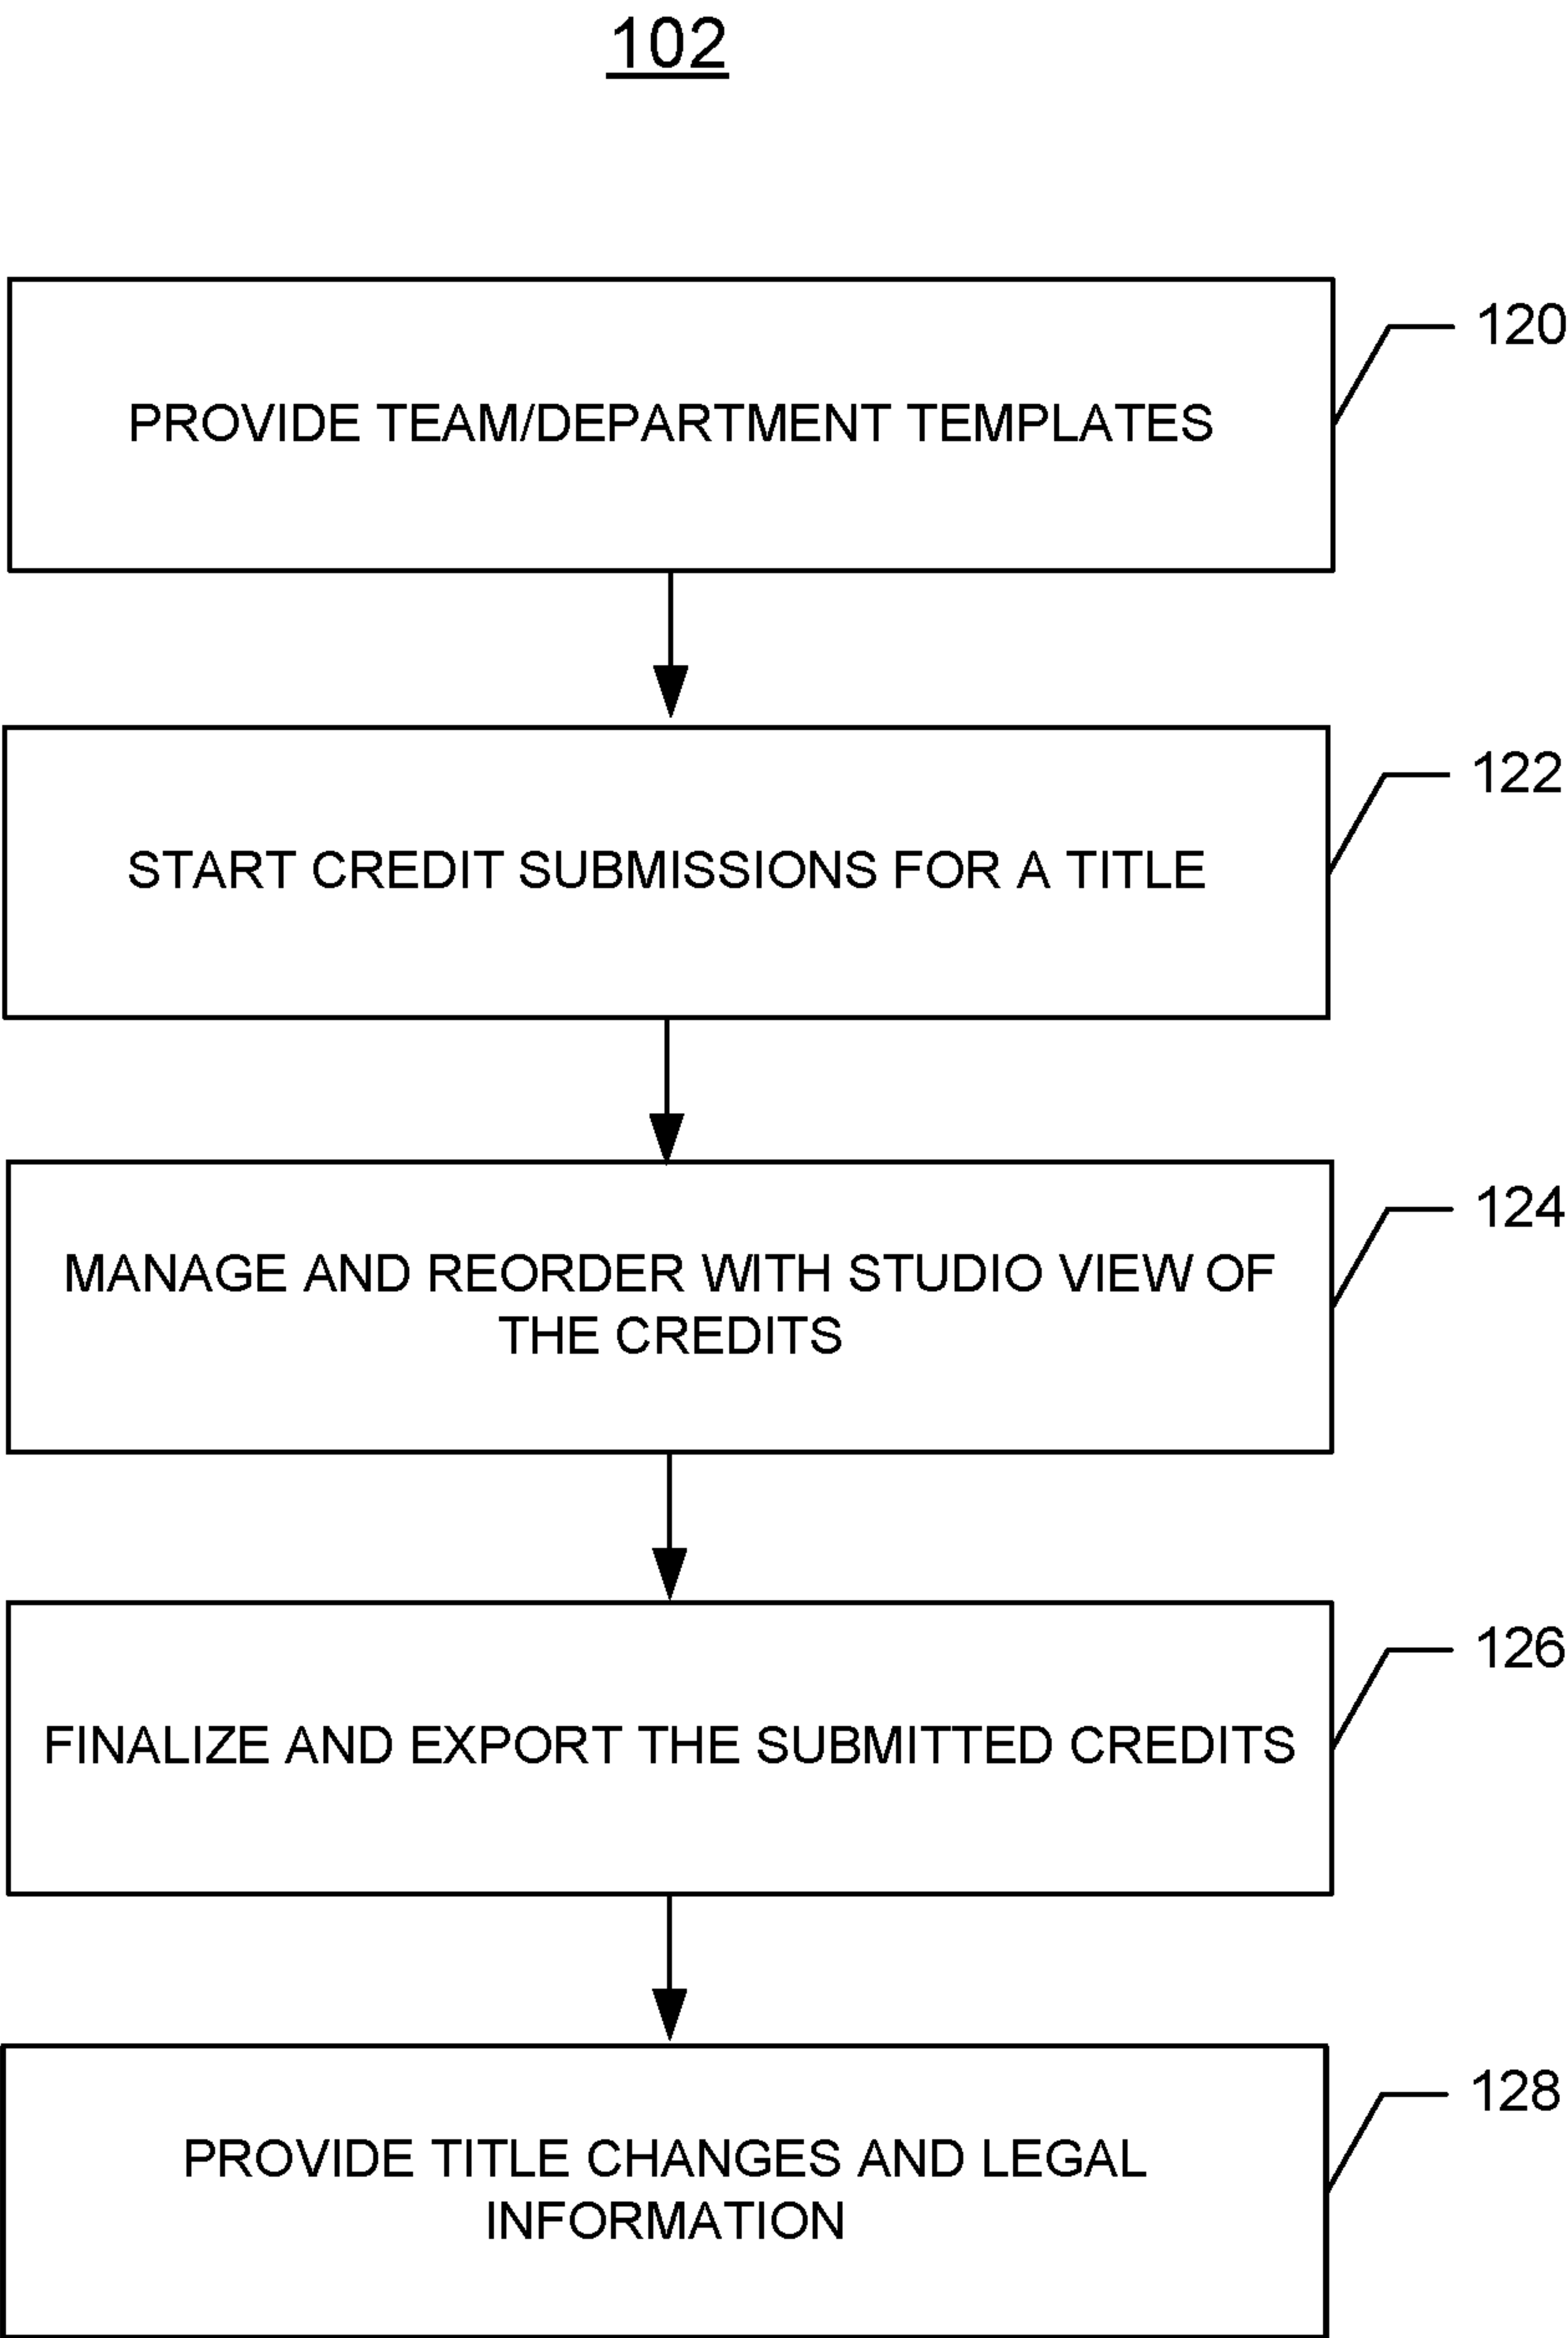 102
120
PROVIDE TEAM/DEPARTMENT TEMPLATES
122
START CREDIT SUBMISSIONS FOR A TITLE
124
MANAGE AND REORDER WITH STUDIO VIEW OF
THE CREDITS
126
FINALIZE AND EXPORT THE SUBMITTED CREDITS
128
PROVIDE TITLE CHANGES AND LEGAL
INFORMATION